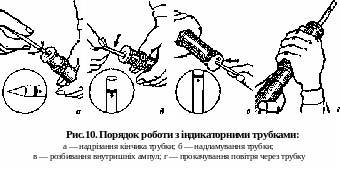 а
б
в
г
Рис.10. Порядок роботи з індикаторними трубками:
а — надрізання кінчика трубки; б — надламування трубки;
в — розбивання внутрішніх ампул; г — прокачування повітря через трубку